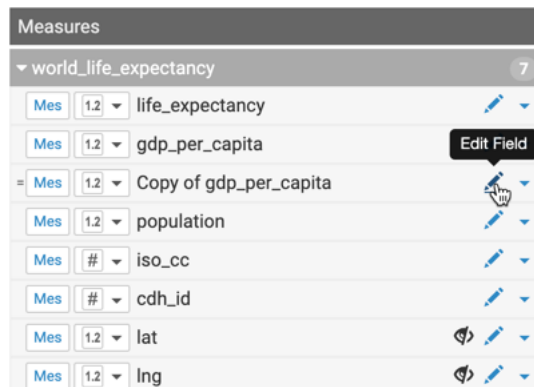 Measures
world_life_expectancy 7
Mes 1.2 life_expectancy
Mes 1.2 gdp_per_capita
Edit Field
= Mes 1.2 Copy of gdp_per_capita
Mes 1.2 population
Mes # iso_cc
Mes # cdh_id
Mes 1.2 lat
Mes 1.2 lng